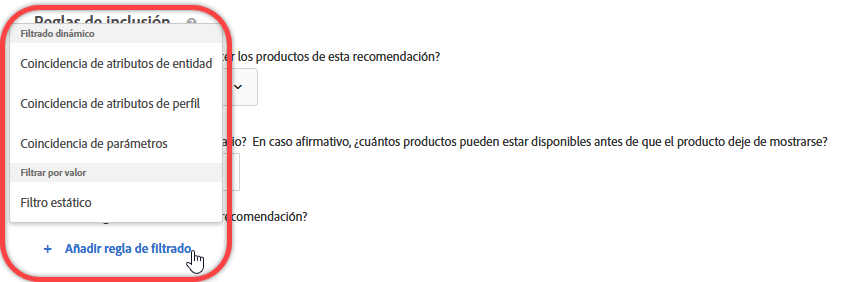 Reglas de inclusión ?
Filtrado dinámico
er los productos de esta recomendación?
Coincidencia de atributos de entidad
Coincidencia de atributos de perfil
Coincidencia de parámetros
ario? En caso afirmativo, ¿cuántos productos pueden estar disponibles antes de que el producto deje de mostrarse?
Filtrar por valor
Filtro estático
recomendación?
+ Añadir regla de filtrado